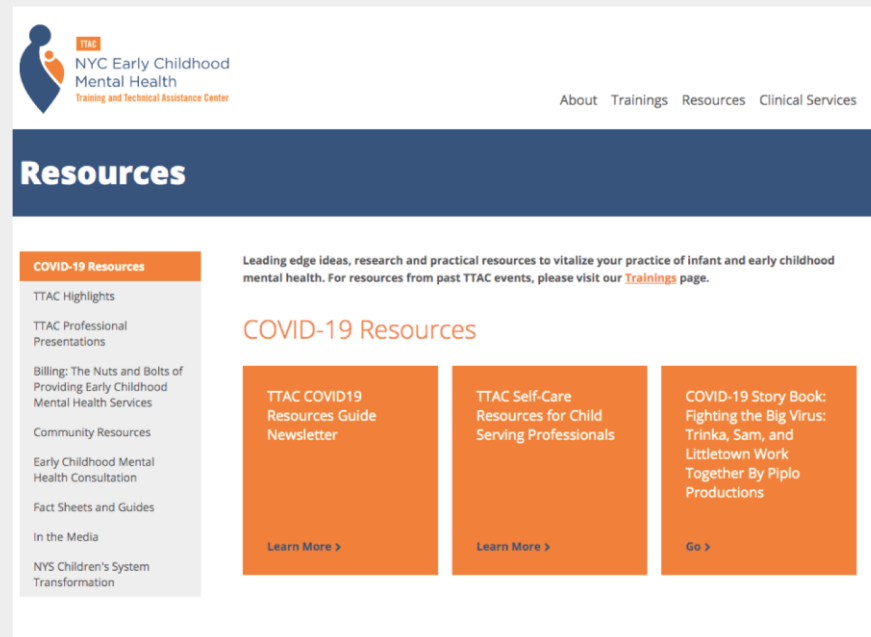 TTAC
NYC Early Childhood
Mental Health
Training and Technical Assistance Center
About Trainings Resources Clinical Services
Resources
COVID-19 Resources
TTAC Highlights
TTAC Professional
Presentations
Billing: The Nuts and Bolts of
Providing Early Childhood
Mental Health Services
Community Resources
Early Childhood Mental
Health Consultation
Fact Sheets and Guides
In the Media
NYS Children's System
Transformation
Leading edge ideas, research and practical resources to vitalize your practice of infant and early childhood
mental health. For resources from past TTAC events, please visit our Trainings page.
COVID-19 Resources
TTAC COVID19
Resources Guide
Newsletter
Learn More >
TTAC Self-Care
Resources for Child
Serving Professionals
Learn More >
COVID-19 Story Book:
Fighting the Big Virus:
Trinka, Sam, and
Littletown Work
Together By Piplo
Productions
Go >